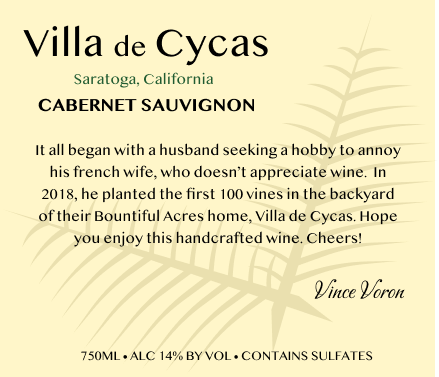 Villa de Cycas
Saratoga, California
CABERNET SAUVIGNON
It all began with a husband seeking a hobby to annoy
his french wife, who doesn't appreciate wine. In
2018, he planted the first 100 vines in the backyard
of their Bountiful Acres home, Villa de Cycas. Hope
you enjoy this handcrafted wine. Cheers!
Vince Voron
750ML • ALC 14% BY VOL • CONTAINS SULFATES